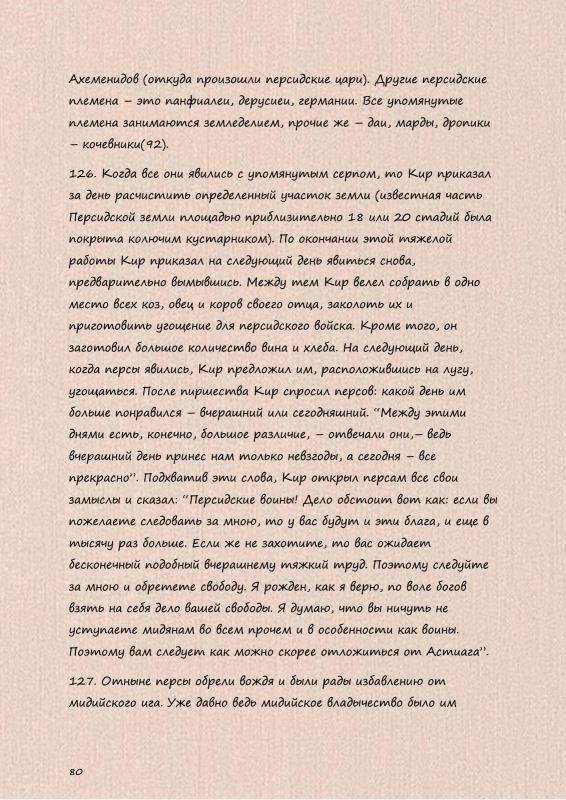 Ахеменидов (откуда произошли персидские цари). Другие персидские
племена – это панфиалеи, дерусиеи, германии. Все упомянутые
племена занимаются земледелием, прочие же – даи, марды, дропики
– кочевники(92).
126. Когда все они явились с упомянутым серпом, то Кир приказал
за день расчистить определенный участок земли (известная часть
Персидской земли площадью приблизительно 18 или 20 стадий была
покрыта колючим кустарником). По окончании этой тяжелой
работы Кир приказал на следующий день явиться снова,
предварительно вымывшись. Между тем Кир велел собрать в одно
место всех коз, овец и коров своего отца, заколоть их и
приготовить угощение для персидского войска. Кроме того, он
заготовил большое количество вина и хлеба. На следующий день,
когда персы явились, Кир предложил им, расположившись на лугу,
угощаться. После пиршества Кир спросил персов: какой день им
больше понравился – вчерашний или сегодняшний. “Между этими
днями есть, конечно, большое различие, – отвечали они,– ведь
вчерашний день принес нам только невзгоды, а сегодня – все
прекрасно”. Подхватив эти слова, Кир открыл персам все свои
замыслы и сказал: “Персидские воины! Дело обстоит вот как: если вы
пожелаете следовать за мною, то у вас будут и эти блага, и еще в
тысячу раз больше. Если же не захотите, то вас ожидает
бесконечный подобный вчерашнему тяжкий труд. Поэтому следуйте
за мною и обретете свободу. Я рожден, как я верю, по воле богов
взять на себя дело вашей свободы. Я думаю, что вы ничуть не
уступаете мидянам во всем прочем и в особенности как воины.
Поэтому вам следует как можно скорее отложиться от Астиага”.
127. Отныне персы обрели вождя и были рады избавлению от
мидийского ига. Уже давно ведь мидийское владычество было им
80